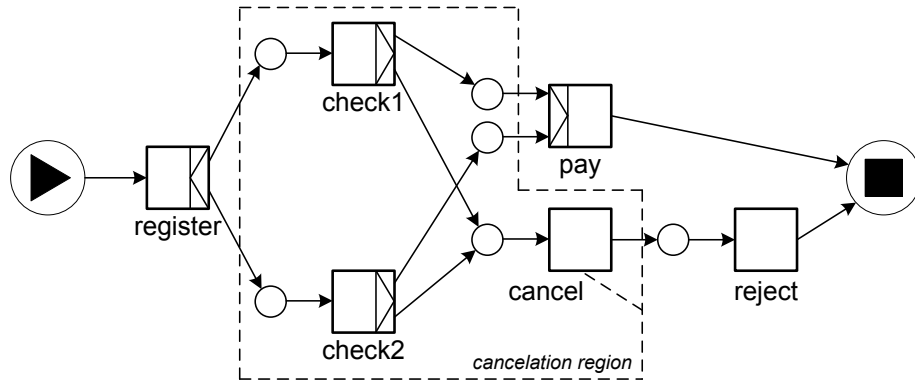 check1
pay
register
cancel
reject
check2
cancelation region